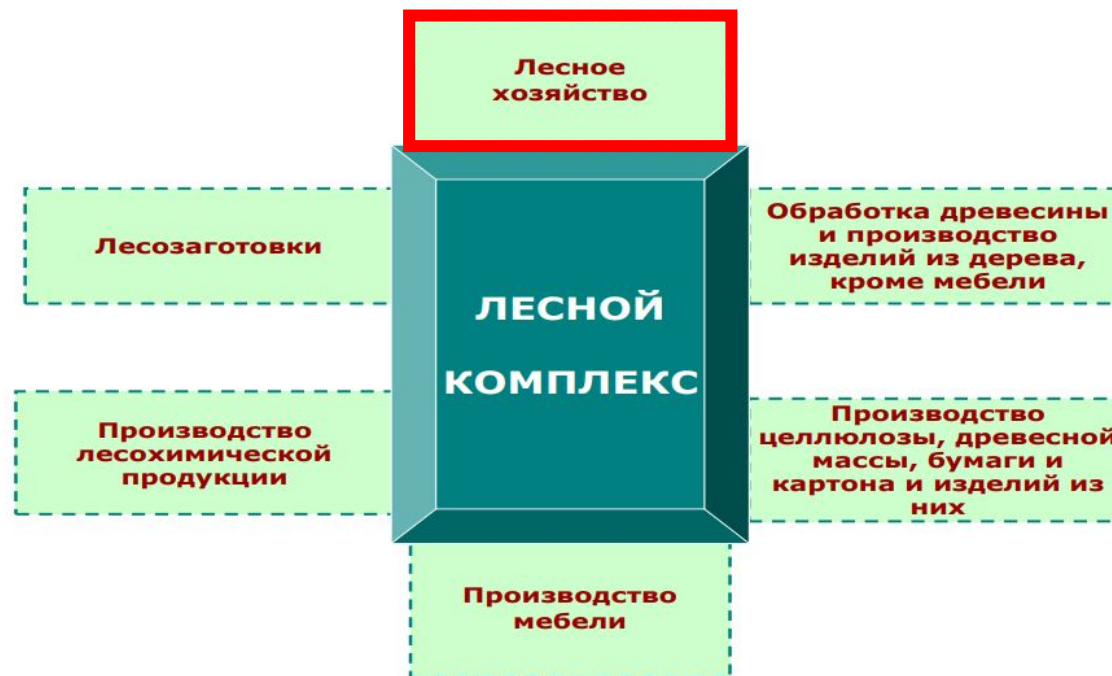 Лесное
хозяйство
Лесозаготовки
Обработка древесины
и производство
изделий из дерева,
кроме мебели
ЛЕСНОЙ
КОМПЛЕКС
Производство
лесохимической
продукции
Производство
целлюлозы, древесной
массы, бумаги и
картона и изделий из
них
Производство
мебели